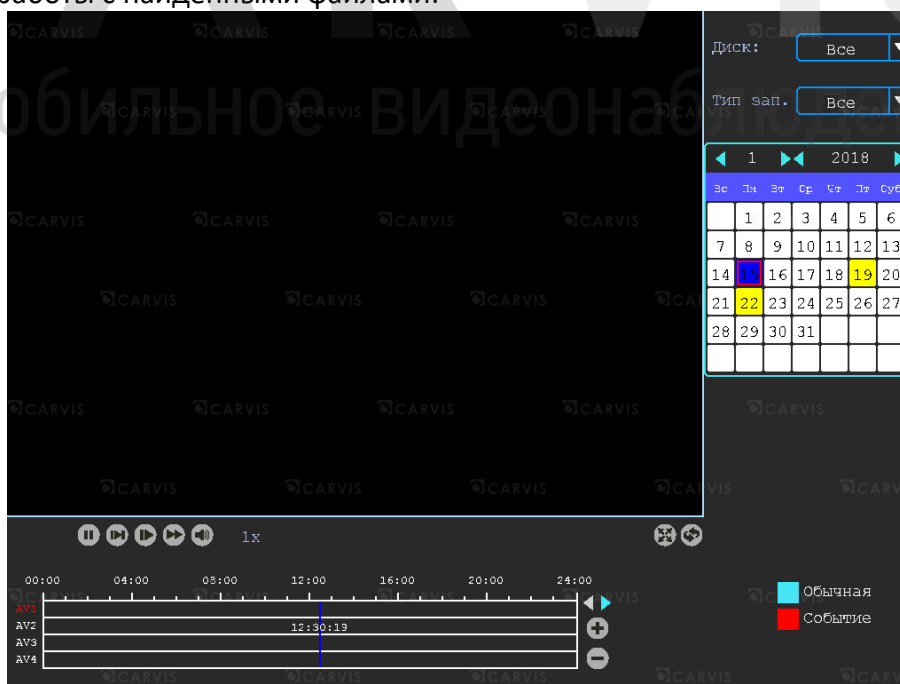 работы с найденными файлами.
Диск: Все
Тип зап. Все
1 2018
Вс Пн Вт Ср Чт Пт Суб
1 2 3 4 5 6
7 8 9 10 11 12 13
14 15 16 17 18 19 20
21 22 23 24 25 26 27
28 29 30 31
1x
00:00 04:00 08:00 12:00 16:00 20:00 24:00
AV1
AV2 12:30:19
AV3
AV4
Обычная
Событие
CARVIS